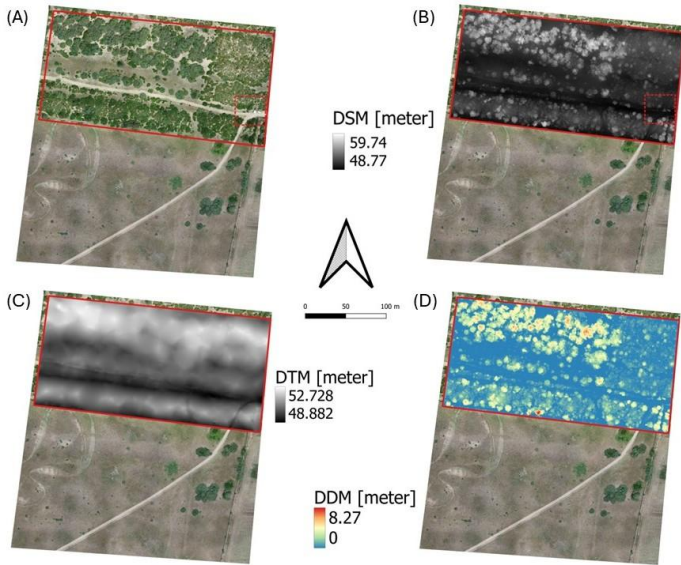 (A)
(B)
DSM [meter]
59.74
48.77
0 50 100 m
(C)
(D)
DTM [meter]
52.728
48.882
DDM [meter]
8.27
0